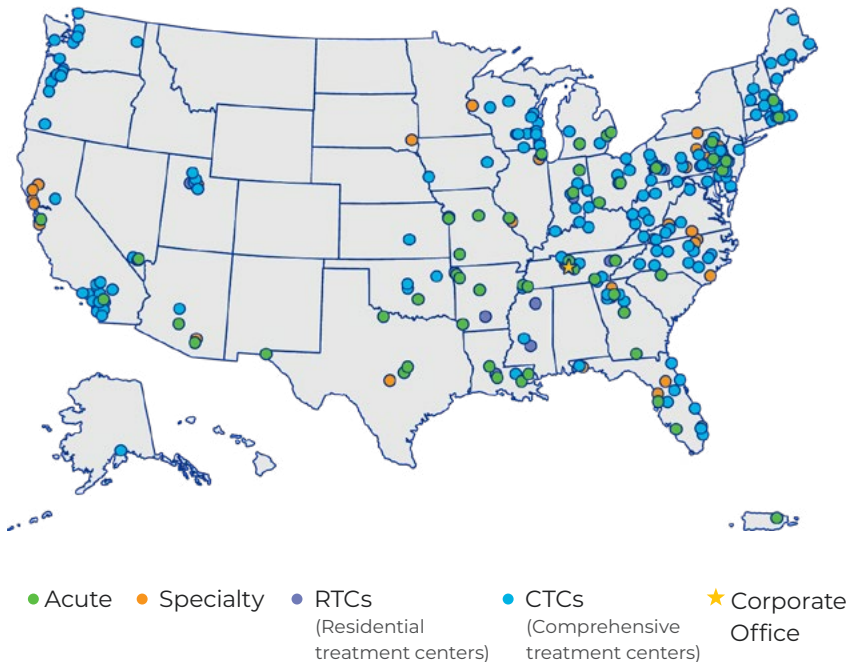 Acute
Specialty
RTCs
(Residential
treatment centers)
CTCs
(Comprehensive
treatment centers)
Corporate
Office